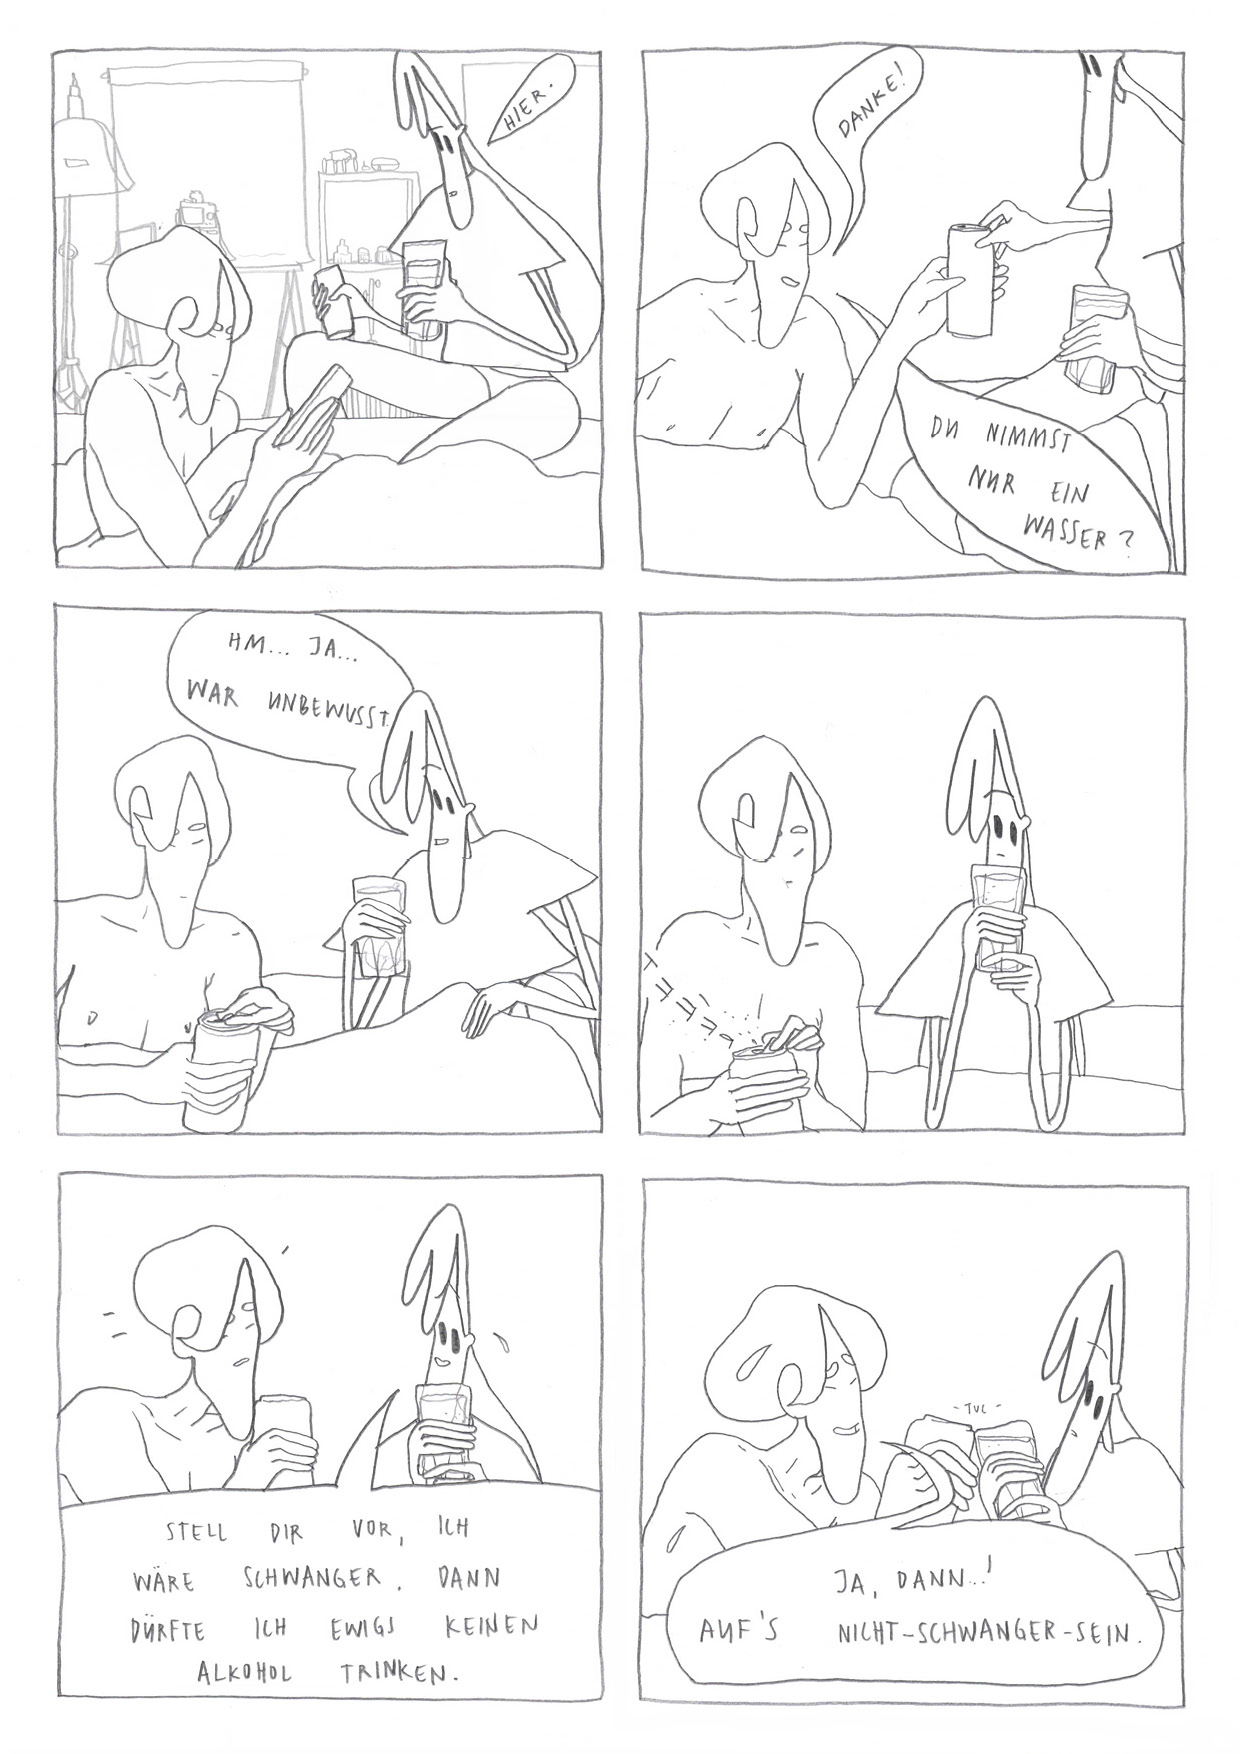 HIER.
DANKE!
DU NIMMST
NUR EIN
WASSER?
HM... JA...
WAR UNBEWUSST.
STELL DIR VOR, ICH
WÄRE SCHWANGER. DANN
DÜRFTE ICH EWIGS KEINEN
ALKOHOL TRINKEN.
-TUC-
JA, DANN...!
AUF'S NICHT-SCHWANGER-SEIN.